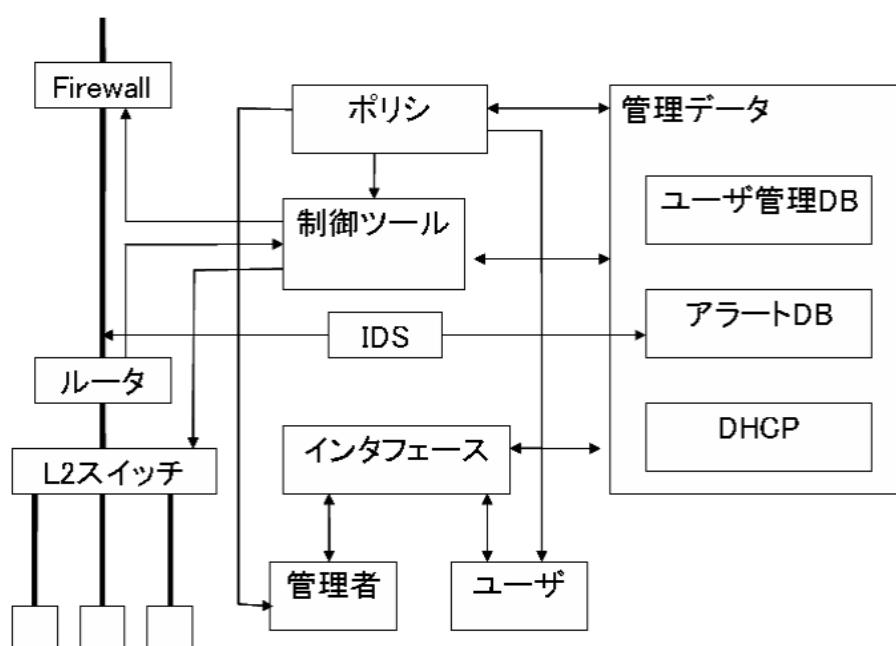 Firewall
ポリシ
管理データ
ユーザ管理DB
制御ツール
アラートDB
IDS
ルータ
DHCP
インタフェース
L2スイッチ
管理者
ユーザ